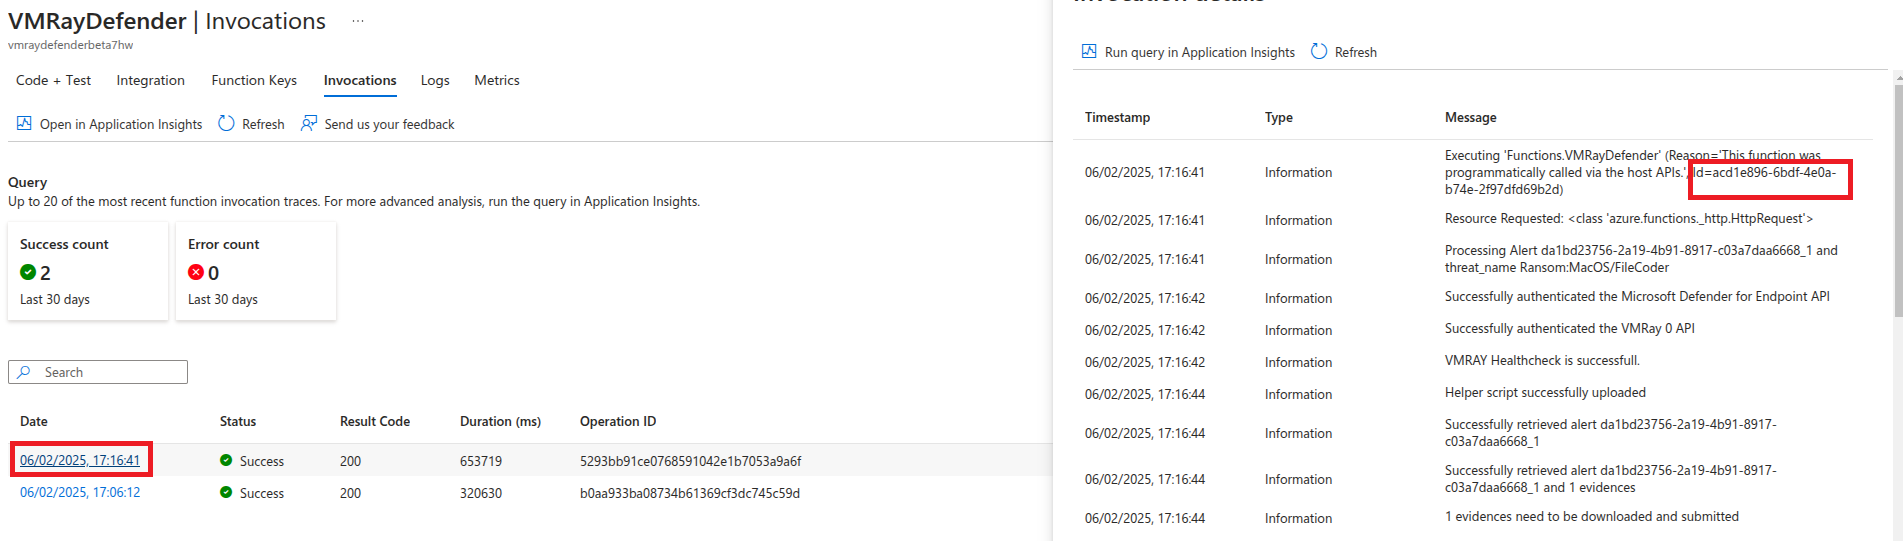 VMRayDefender | Invocations ...
vmraydefenderbeta7hw
Code + Test Integration Function Keys Invocations Logs Metrics
Open in Application Insights Refresh Send us your feedback
Query
Up to 20 of the most recent function invocation traces. For more advanced analysis, run the query in Application Insights.
Success count
2
Last 30 days
Error count
0
Last 30 days
Search
Date Status Result Code Duration (ms) Operation ID
06/02/2025, 17:16:41 Success 200 653719 5293bb91ce0768591042e1b7053a9a6f
06/02/2025, 17:06:12 Success 200 320630 b0aa933ba08734b61369cf3dc745c59d
Run query in Application Insights Refresh
Timestamp Type Message
06/02/2025, 17:16:41 Information Executing 'Functions.VMRayDefender' (Reason='This function was
programmatically called via the host APIs.', Id=acd1e896-6bdf-4e0a-
b74e-2f97dfd69b2d)
06/02/2025, 17:16:41 Information Resource Requested: <class 'azure.functions._http.HttpRequest'>
06/02/2025, 17:16:41 Information Processing Alert da1bd23756-2a19-4b91-8917-c03a7daa6668_1 and
threat_name Ransom:MacOS/FileCoder
06/02/2025, 17:16:42 Information Successfully authenticated the Microsoft Defender for Endpoint API
06/02/2025, 17:16:42 Information Successfully authenticated the VMRay 0 API
06/02/2025, 17:16:42 Information VMRAY Healthcheck is successfull.
06/02/2025, 17:16:44 Information Helper script successfully uploaded
06/02/2025, 17:16:44 Information Successfully retrieved alert da1bd23756-2a19-4b91-8917-
c03a7daa6668_1
06/02/2025, 17:16:44 Information Successfully retrieved alert da1bd23756-2a19-4b91-8917-
c03a7daa6668_1 and 1 evidences
06/02/2025, 17:16:44 Information 1 evidences need to be downloaded and submitted